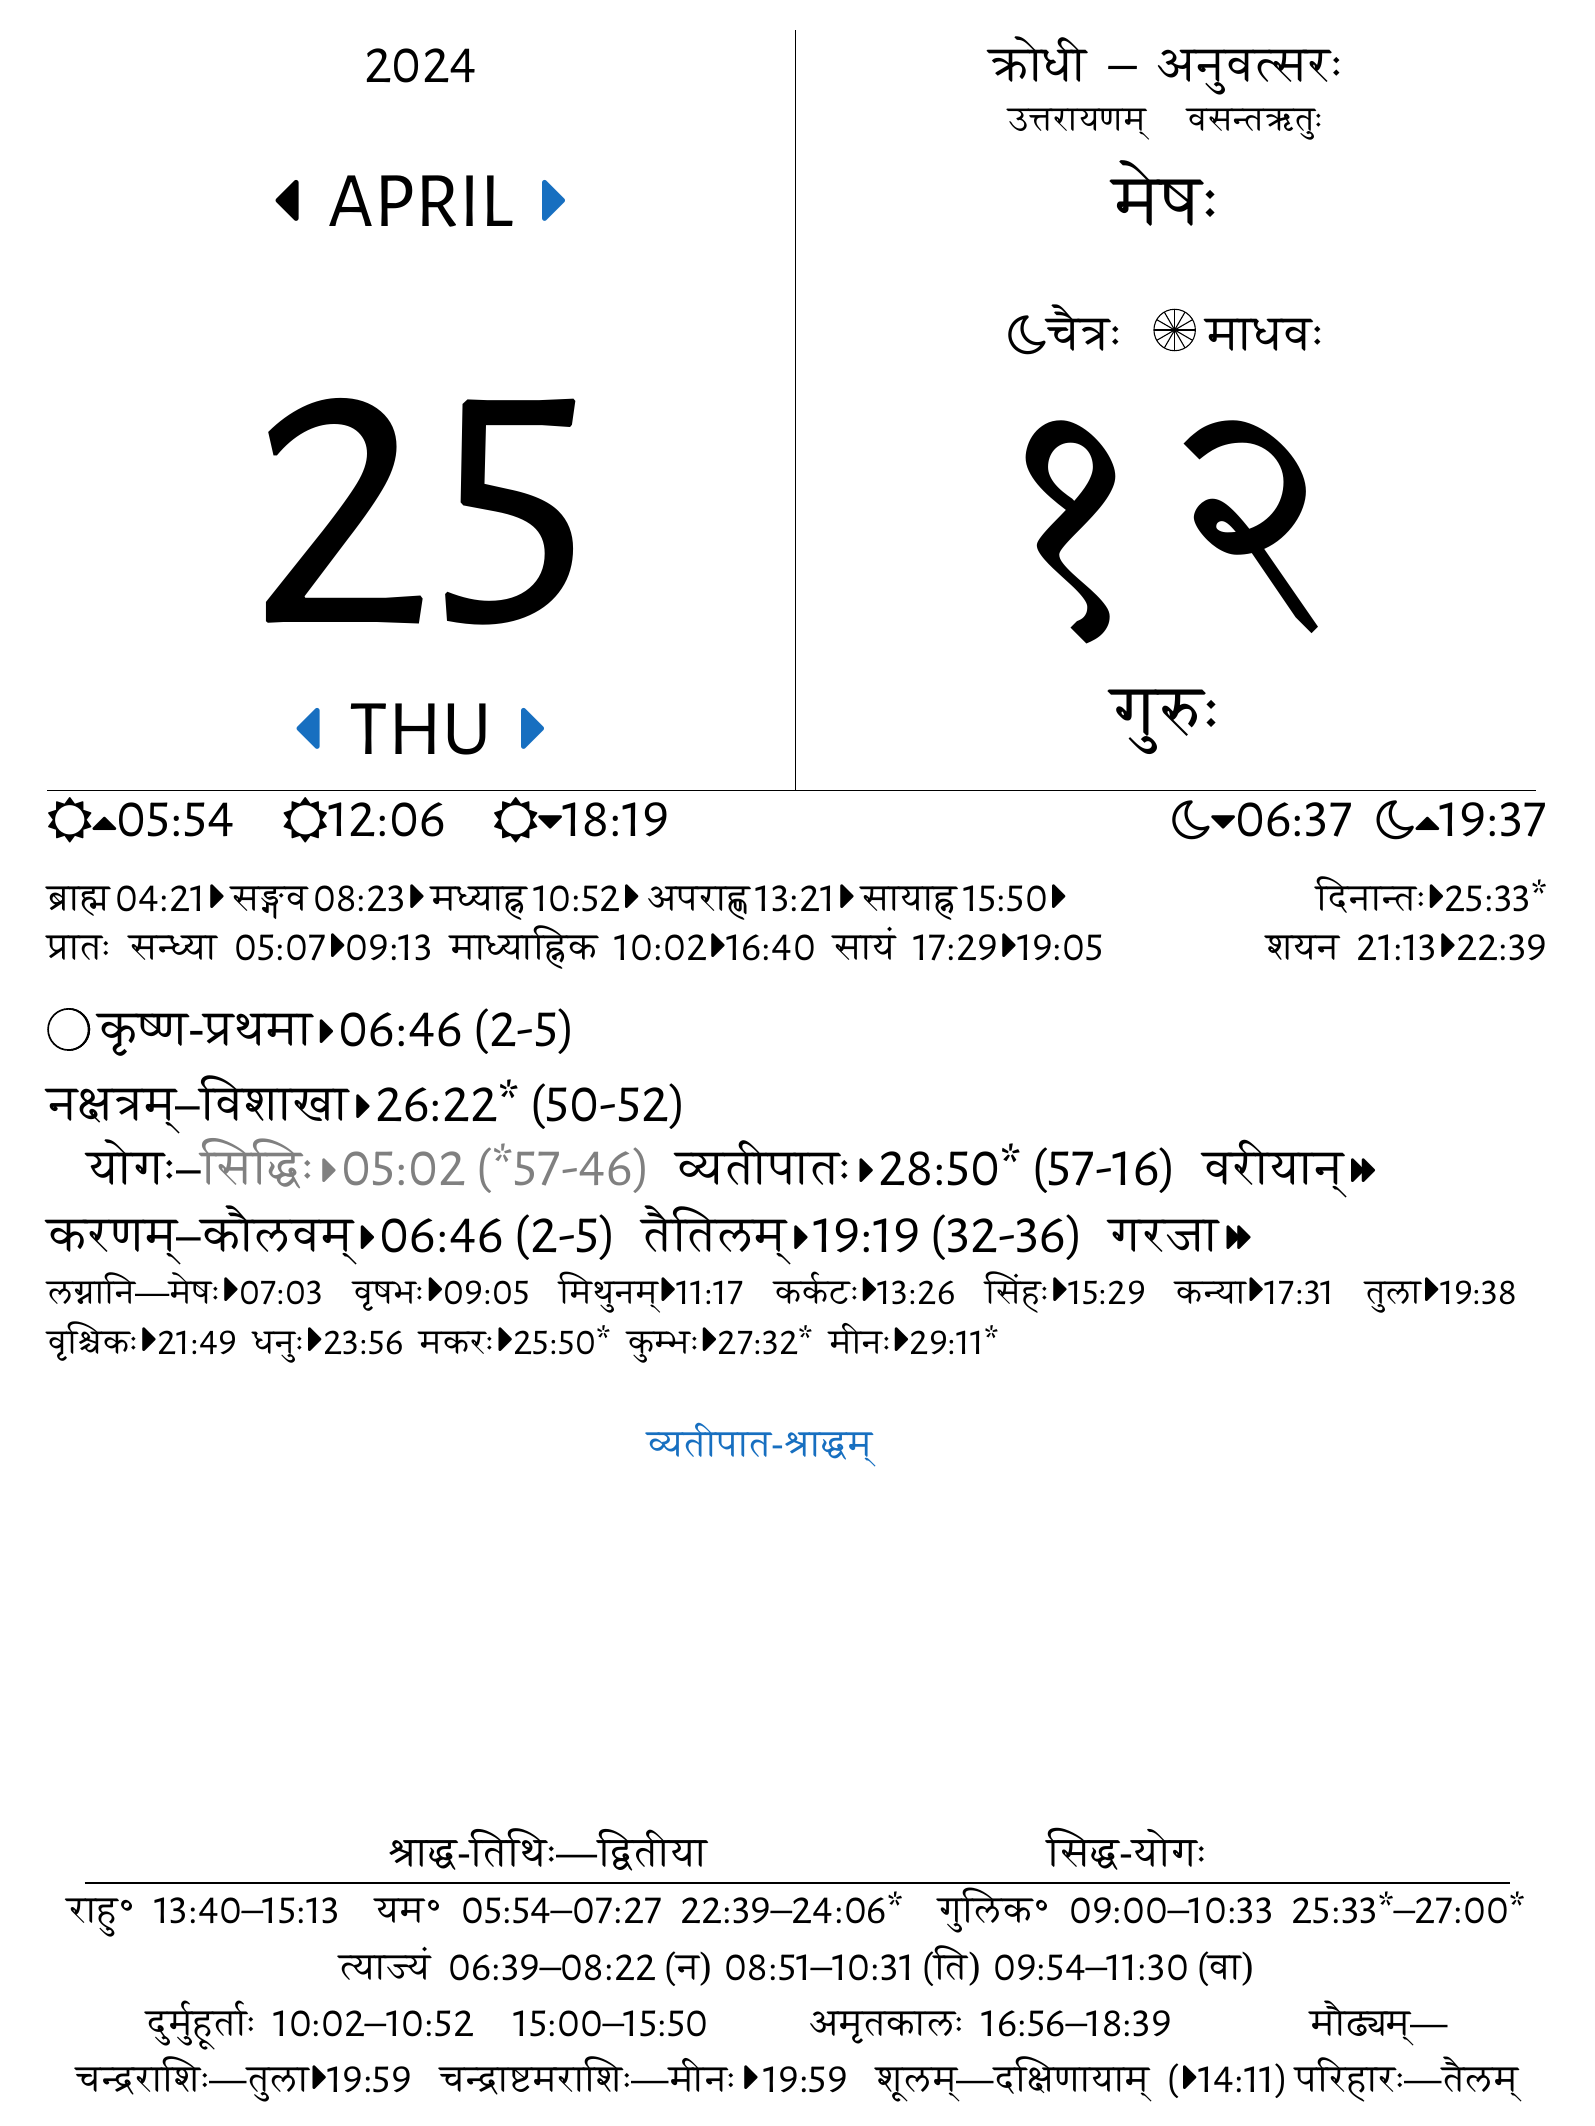 2024
APRIL
25
THU
क्रोधी – अनुवत्सरः
उत्तरायणम् वसन्तऋतुः
मेषः
चैत्रः माधवः
१२
गुरुः
05:54 12:06 18:19 06:37 19:37
ब्राह्म 04:21 सङ्गव 08:23 मध्याह्न 10:52 अपराह्ण 13:21 सायाह्न 15:50 दिनान्तः 25:33*
प्रातः सन्ध्या 05:07 09:13 माध्याह्निक 10:02 16:40 सायं 17:29 19:05 शयन 21:13 22:39
कृष्ण-प्रथमा 06:46 (2-5)
नक्षत्रम्–विशाखा 26:22* (50-52)
योगः–सिद्धिः 05:02 (*57-46) व्यतीपातः 28:50* (57-16) वरीयान्
करणम्–कौलवम् 06:46 (2-5) तैतिलम् 19:19 (32-36) गरजा
लग्नानि—मेषः 07:03 वृषभः 09:05 मिथुनम् 11:17 कर्कटः 13:26 सिंहः 15:29 कन्या 17:31 तुला 19:38
वृश्चिकः 21:49 धनुः 23:56 मकरः 25:50* कुम्भः 27:32* मीनः 29:11*
व्यतीपात-श्राद्धम्
श्राद्ध-तिथिः—द्वितीया सिद्ध-योगः
राहु॰ 13:40–15:13 यम॰ 05:54–07:27 22:39–24:06* गुलिक॰ 09:00–10:33 25:33*–27:00*
त्याज्यं 06:39–08:22 (न) 08:51–10:31 (ति) 09:54–11:30 (वा)
दुर्मुहूर्ताः 10:02–10:52 15:00–15:50 अमृतकालः 16:56–18:39 मौढ्यम्—
चन्द्रराशिः—तुला 19:59 चन्द्राष्टमराशिः—मीनः 19:59 शूलम्—दक्षिणायाम् ( 14:11) परिहारः—तैलम्